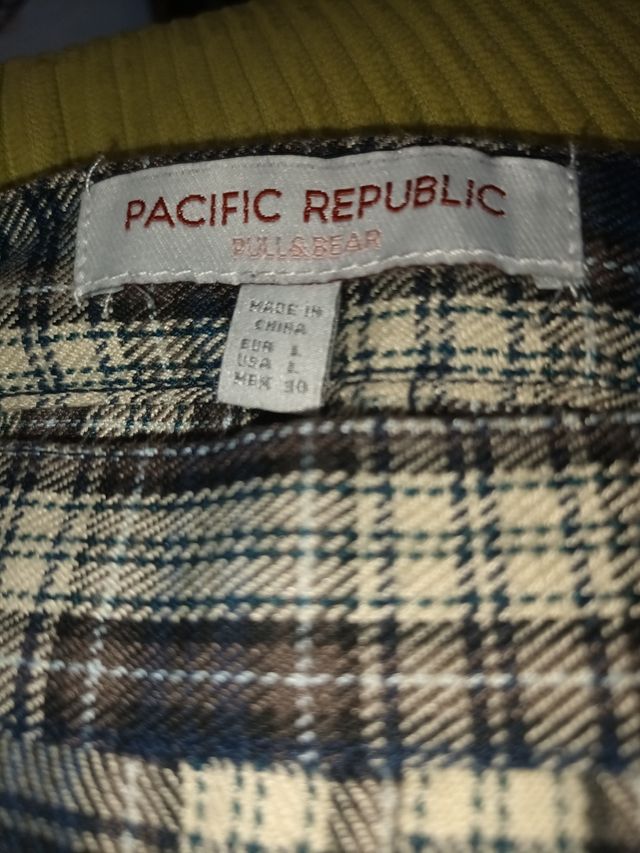 PACIFIC REPUBLIC
PULL&BEAR
MADE IN
CHINA
EUR L
USA L
MEX 30